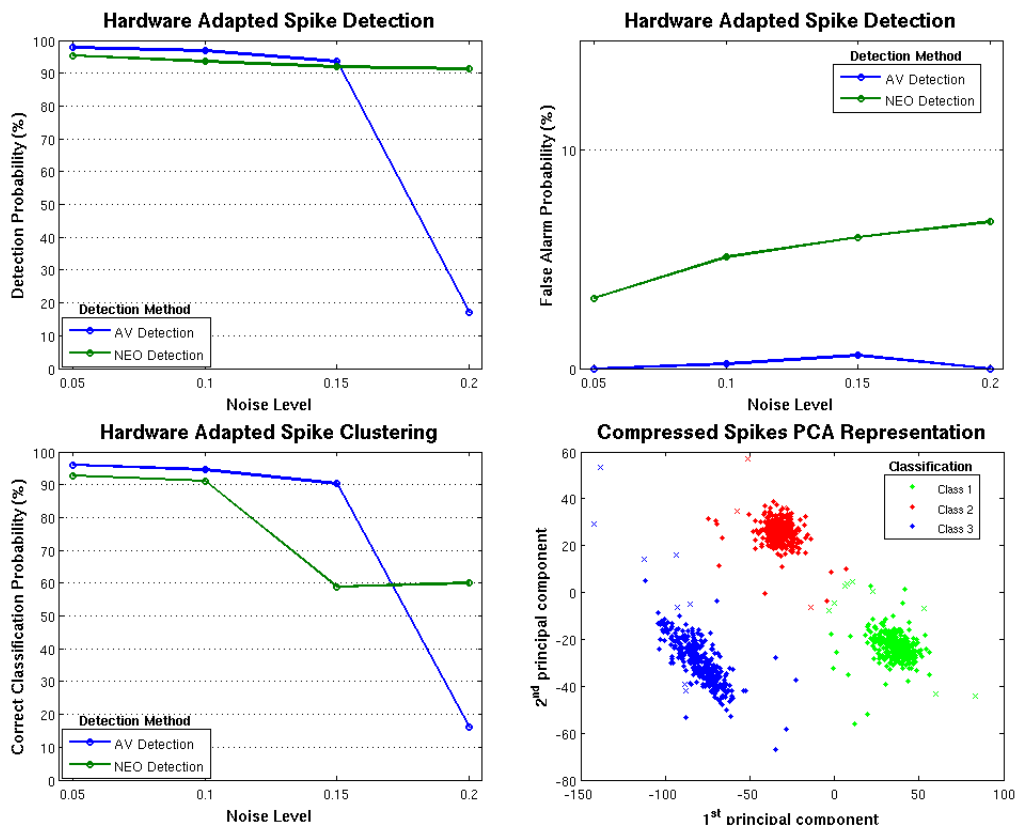 Hardware Adapted Spike Detection
100
90
80
70
60
50
40
30
20
10
0
Detection Probability (%)
Detection Method
AV Detection
NEO Detection
0.05
0.1
0.15
0.2
Noise Level
Hardware Adapted Spike Detection
Detection Method
AV Detection
NEO Detection
10
0
False Alarm Probability (%)
0.05
0.1
0.15
0.2
Noise Level
Hardware Adapted Spike Clustering
100
90
80
70
60
50
40
30
20
10
0
Correct Classification Probability (%)
Detection Method
AV Detection
NEO Detection
0.05
0.1
0.15
0.2
Noise Level
Compressed Spikes PCA Representation
Classification
Class 1
Class 2
Class 3
60
40
20
0
-20
-40
-60
-80
2nd principal component
-150
-100
-50
0
50
100
1st principal component